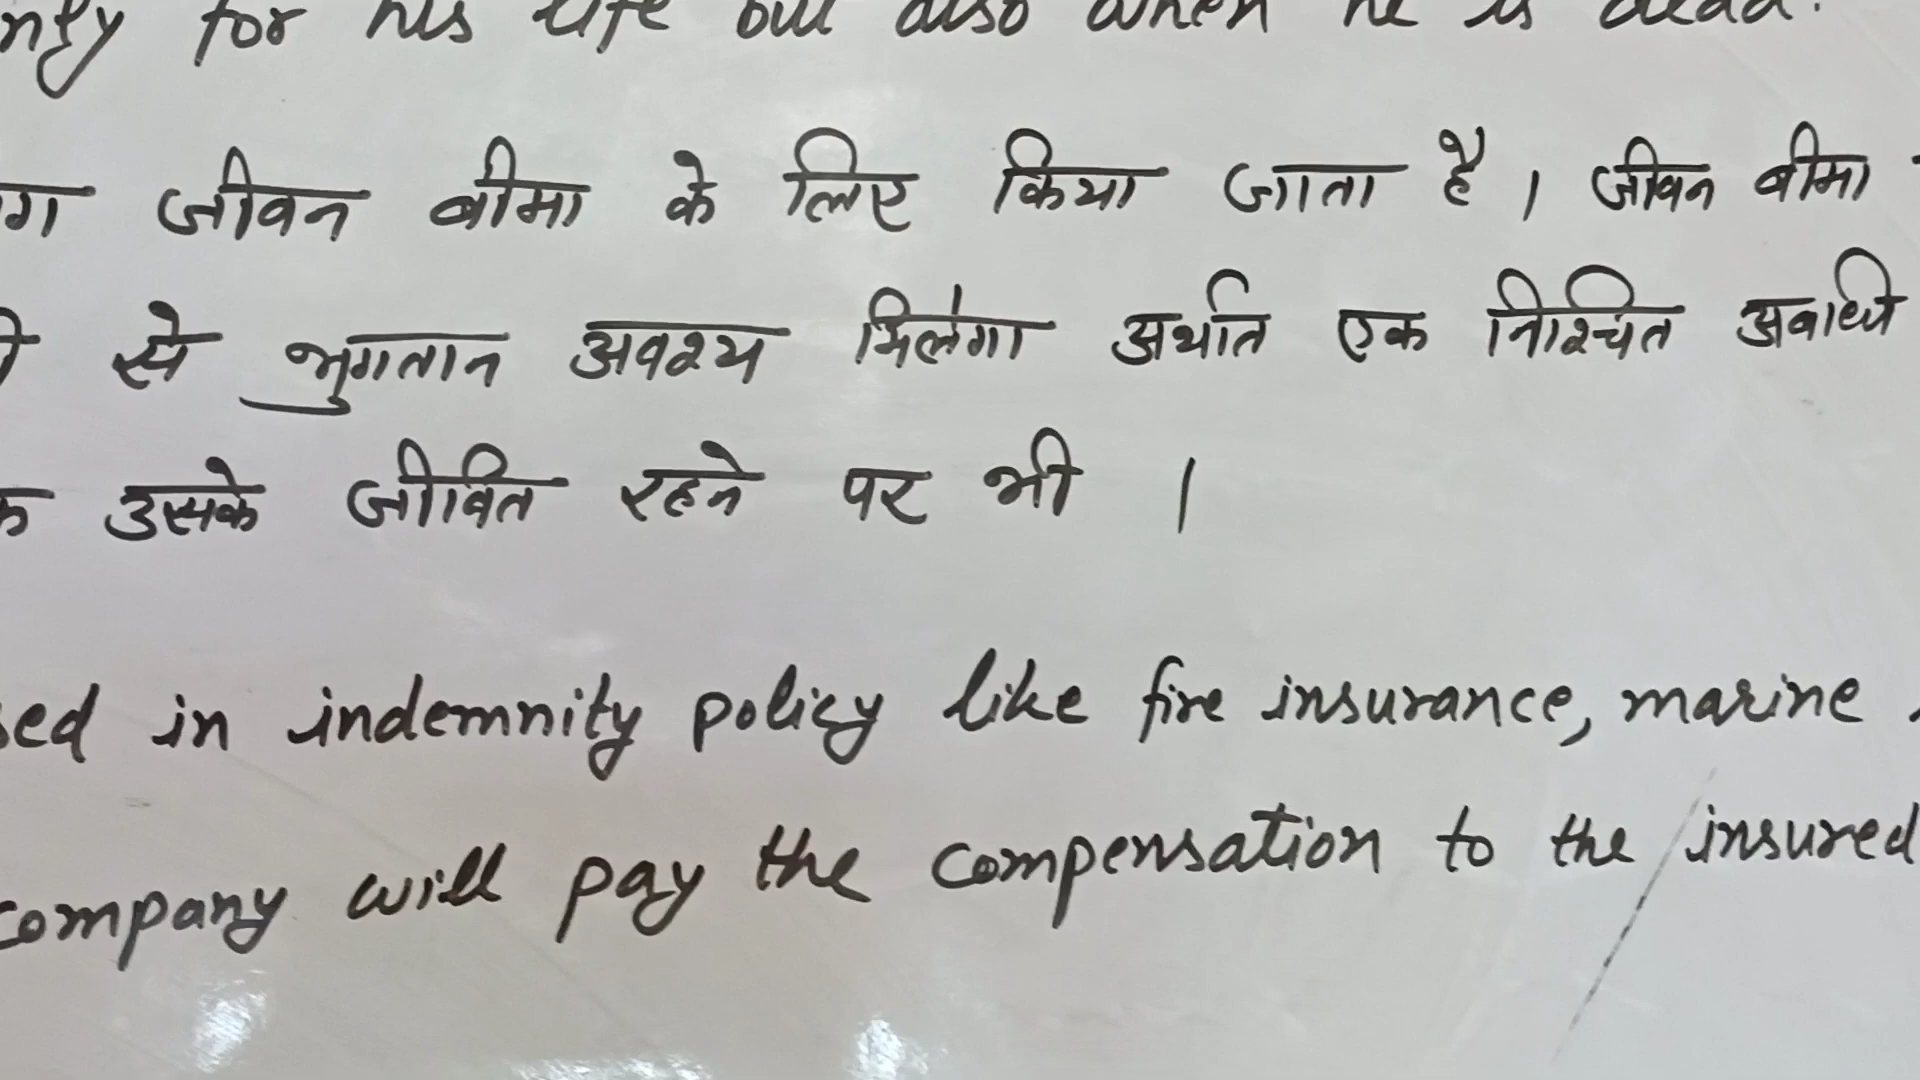 for his life but also when he is dead.
जीवन बीमा के लिए किया जाता है। जीवन बीमा
से भुगतान अवश्य मिलेगा अर्थात एक निश्चित अवधि
उसके जीवित रहने पर भी।
in indemnity policy like fire insurance, marine
company will pay the compensation to the insured